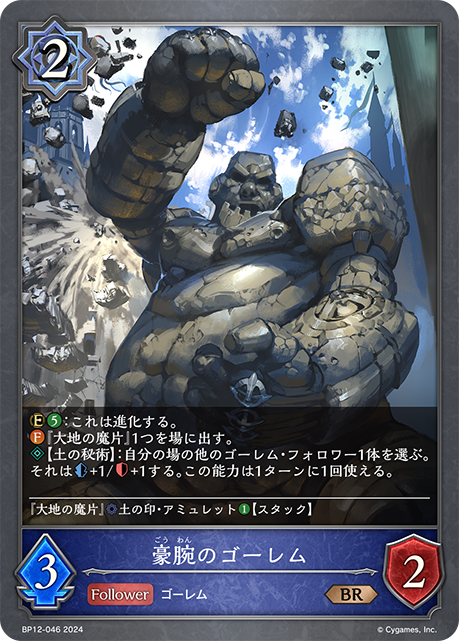 2
E 5:これは進化する。
F 『大地の魔片』1つを場に出す。
【土の秘術】:自分の場の他のゴーレム・フォロワー1体を選ぶ。
それは+1/+1する。この能力は1ターンに1回使える。
『大地の魔片』土の印・アミュレット1【スタック】
ごう わん
豪腕のゴーレム
3
Follower ゴーレム
BR
2
BP12-046 2024
© Cygames, Inc.